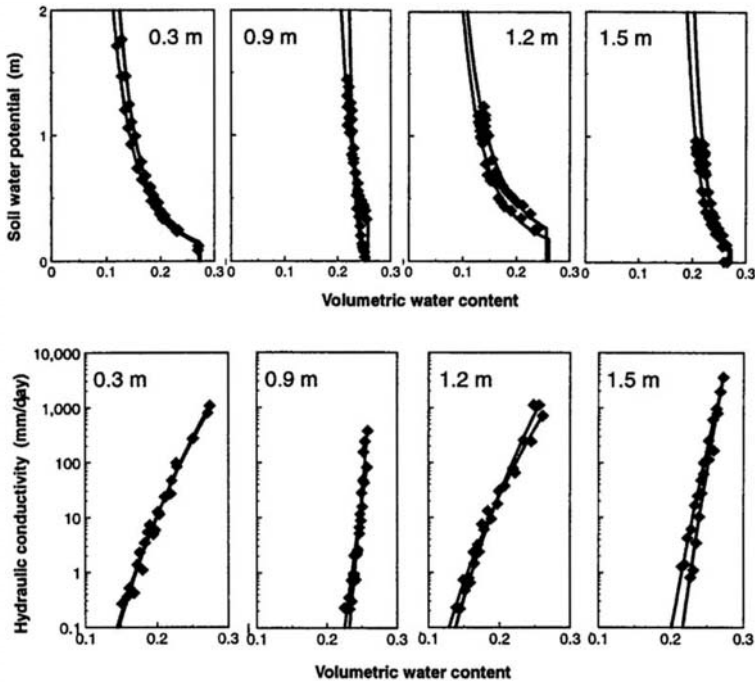 2
0.3 m
0.9 m
1.2 m
1.5 m
1
0
Soil water potential (m)
0 0.1 0.2 0.3 0 0.1 0.2 0.3 0 0.1 0.2 0.3 0 0.1 0.2 0.3
Volumetric water content
10,000
0.3 m
0.9 m
1.2 m
1.5 m
1,000
100
10
1
0.1
Hydraulic conductivity (mm/day)
0.1 0.2 0.3 0.1 0.2 0.3 0.1 0.2 0.3 0.1 0.2 0.3
Volumetric water content